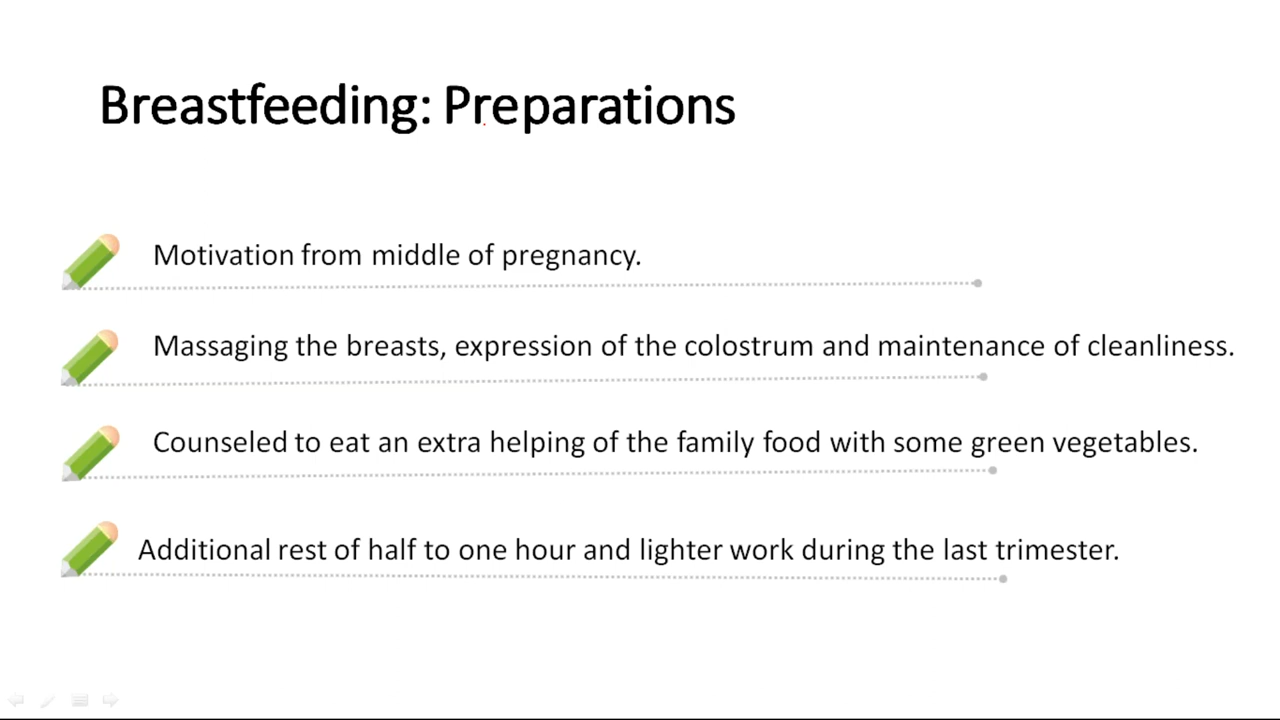 Breastfeeding: Preparations
Motivation from middle of pregnancy.
Massaging the breasts, expression of the colostrum and maintenance of cleanliness.
Counseled to eat an extra helping of the family food with some green vegetables.
Additional rest of half to one hour and lighter work during the last trimester.